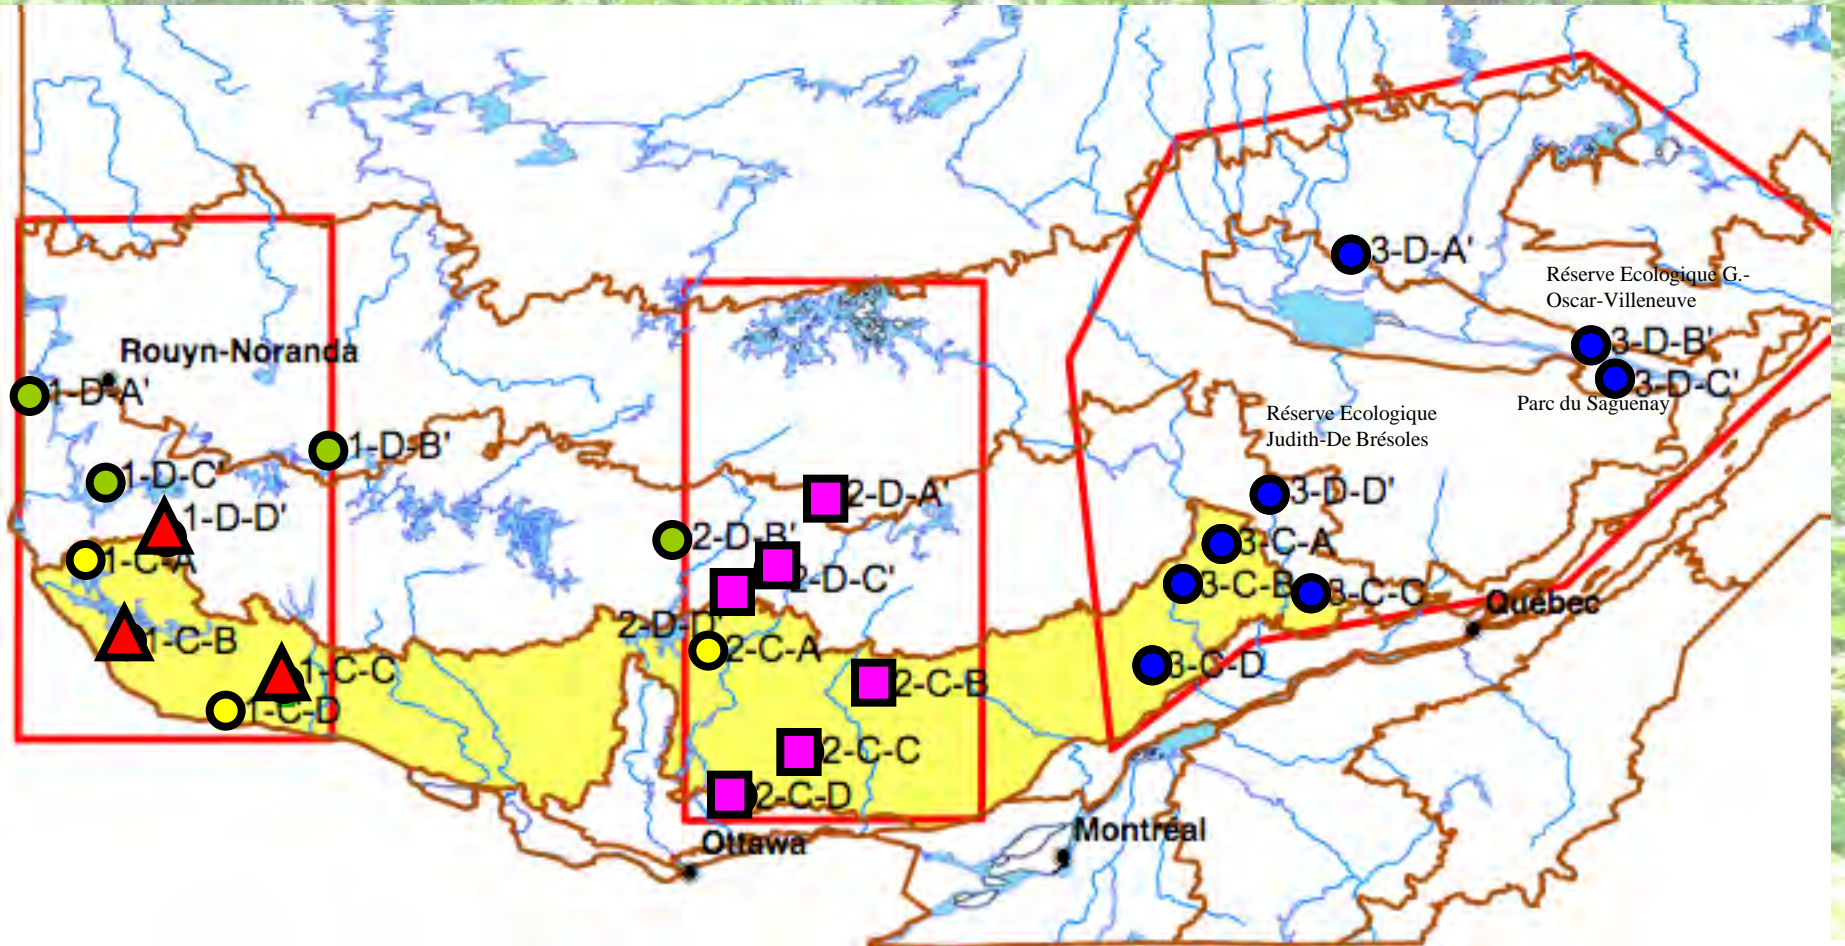 3-D-A'
Réserve Ecologique G.-
Oscar-Villeneuve
3-D-B'
3-D-C'
Parc du Saguenay
Rouyn-Noranda
1-D-A'
Réserve Ecologique
Judith-De Brésoles
1-D-B'
1-D-C'
1-D-D'
2-D-A'
3-D-D'
2-D-B'
3-C-A
1-C-A
2-D-C'
3-C-B
3-C-C
Québec
2-D-D'
1-C-B
2-C-A
3-C-D
1-C-C
2-C-B
1-C-D
2-C-C
2-C-D
Ottawa
Montréal